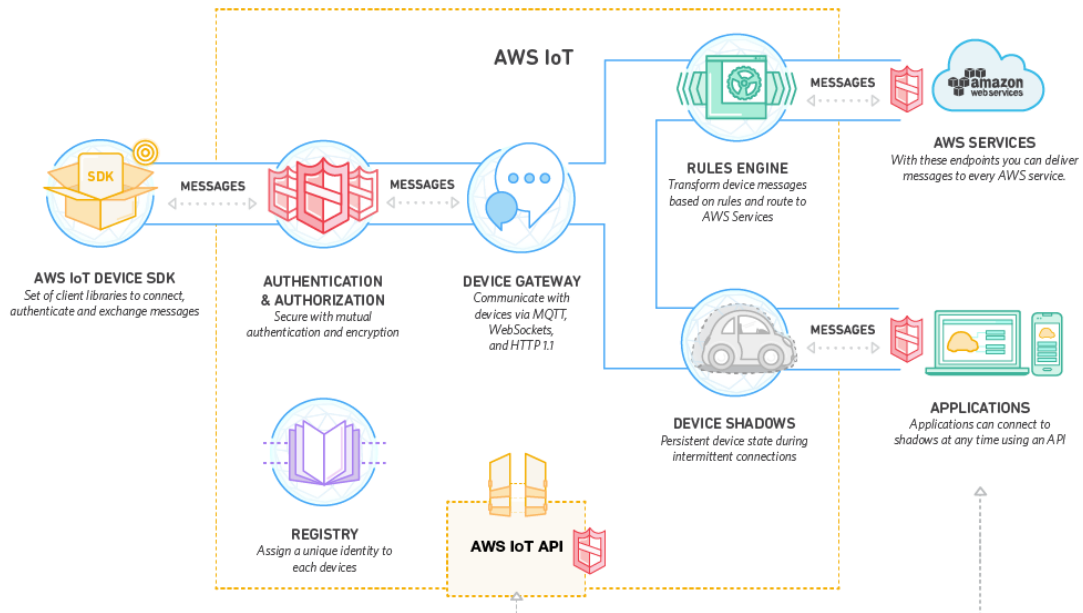 AWS IoT
SDK
MESSAGES
MESSAGES
MESSAGES
amazon
webservices
AWS IoT DEVICE SDK
Set of client libraries to connect,
authenticate and exchange messages
AUTHENTICATION
& AUTHORIZATION
Secure with mutual
authentication and encryption
DEVICE GATEWAY
Communicate with
devices via MQTT,
WebSockets,
and HTTP 1.1
RULES ENGINE
Transform device messages
based on rules and route to
AWS Services
AWS SERVICES
With these endpoints you can deliver
messages to every AWS service.
MESSAGES
DEVICE SHADOWS
Persistent device state during
intermittent connections
APPLICATIONS
Applications can connect to
shadows at any time using an API
REGISTRY
Assign a unique identity to
each devices
AWS IoT API